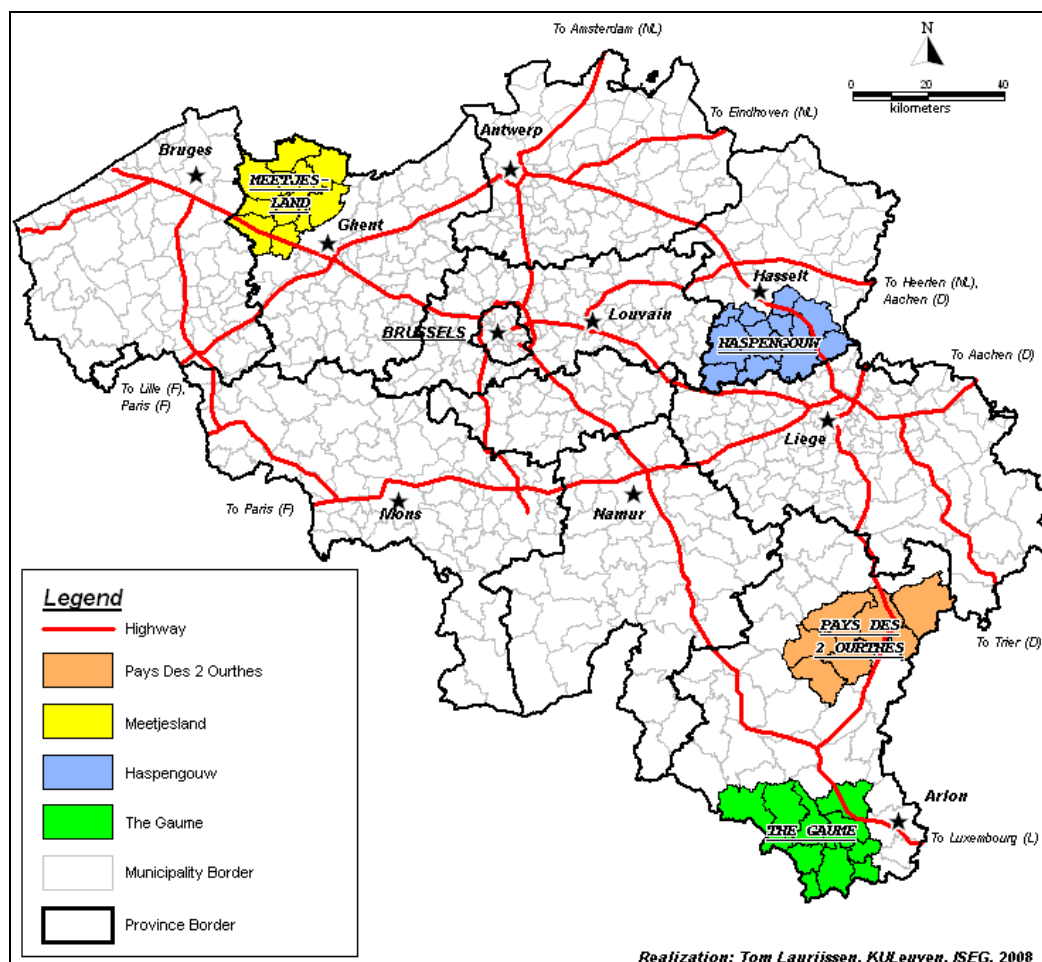 To Amsterdam (NL)
N
0 20 40
kilometers
To Eindhoven (NL)
Antwerp
Bruges
MEETJES-
LAND
Ghent
Hasselt
To Heerlen (NL),
Aachen (D)
Louvain
BRUSSELS
HASPENGOUW
To Aachen (D)
To Lille (F),
Paris (F)
Liege
To Paris (F)
Mons
Namur
PAYS DES
2 OURTHES
To Trier (D)
Arlon
THE GAUME
To Luxembourg (L)
Legend
Highway
Pays Des 2 Ourthes
Meetjesland
Haspengouw
The Gaume
Municipality Border
Province Border
Realization: Tom Laurijssen, KULeuven, ISEG, 2008